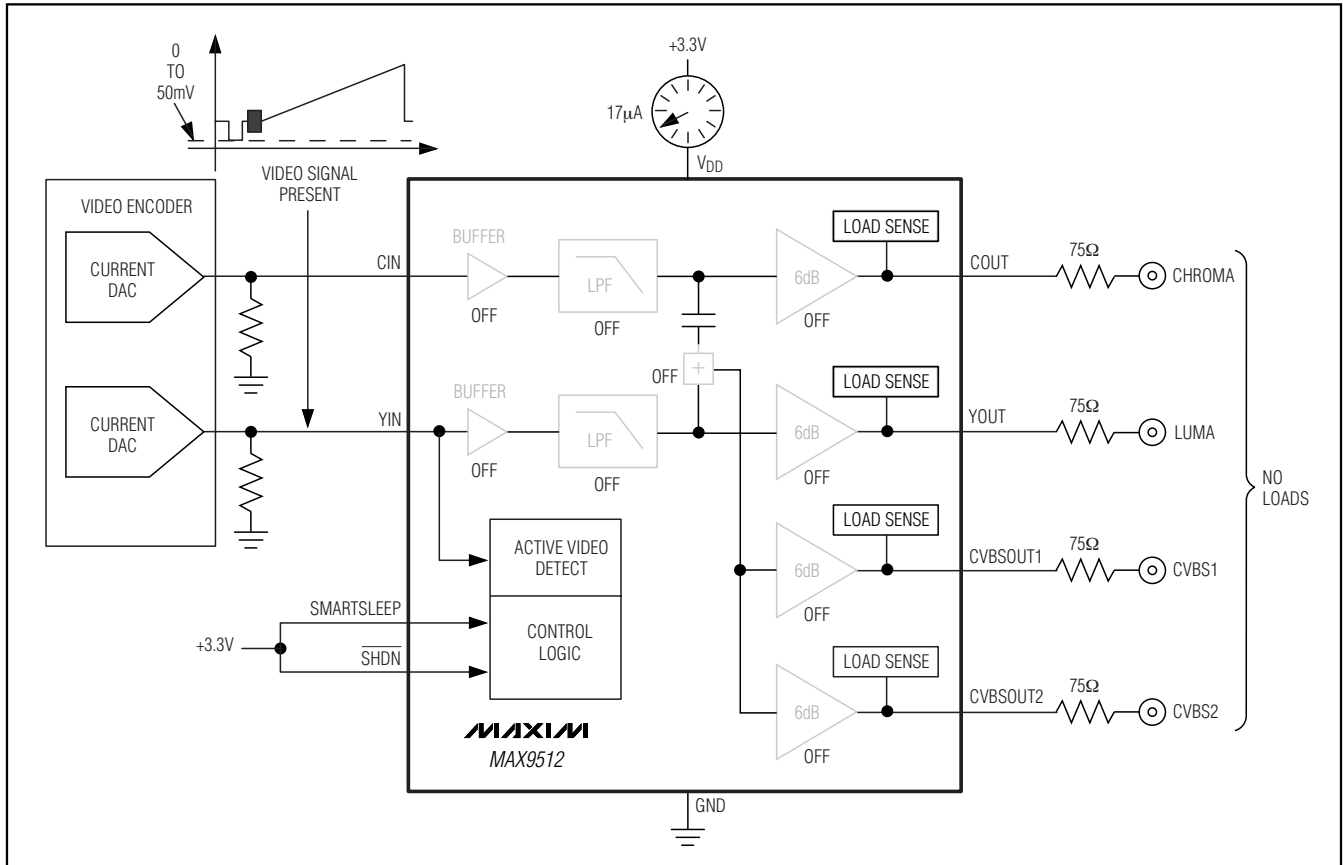 0
TO
50mV
+3.3V
17μA
VDD
VIDEO SIGNAL
PRESENT
VIDEO ENCODER
CURRENT
DAC
CIN
BUFFER
OFF
LPF
OFF
6dB
OFF
LOAD SENSE
COUT
75Ω
CHROMA
OFF
+
CURRENT
DAC
YIN
BUFFER
OFF
LPF
OFF
6dB
OFF
LOAD SENSE
YOUT
75Ω
LUMA
NO
LOADS
ACTIVE VIDEO
DETECT
CONTROL
LOGIC
SMARTSLEEP
+3.3V
SHDN
6dB
OFF
LOAD SENSE
CVBSOUT1
75Ω
CVBS1
6dB
OFF
LOAD SENSE
CVBSOUT2
75Ω
CVBS2
MAXIM
MAX9512
GND